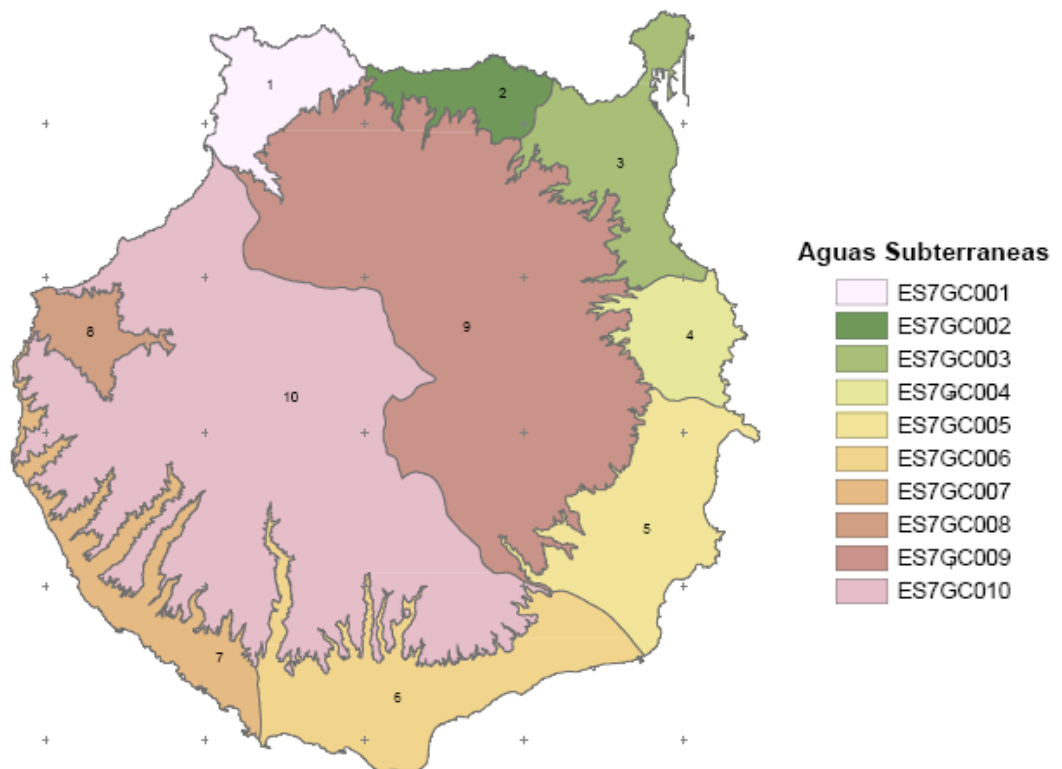 1
2
3
4
5
6
7
8
9
10
Aguas Subterraneas
ES7GC001
ES7GC002
ES7GC003
ES7GC004
ES7GC005
ES7GC006
ES7GC007
ES7GC008
ES7GC009
ES7GC010